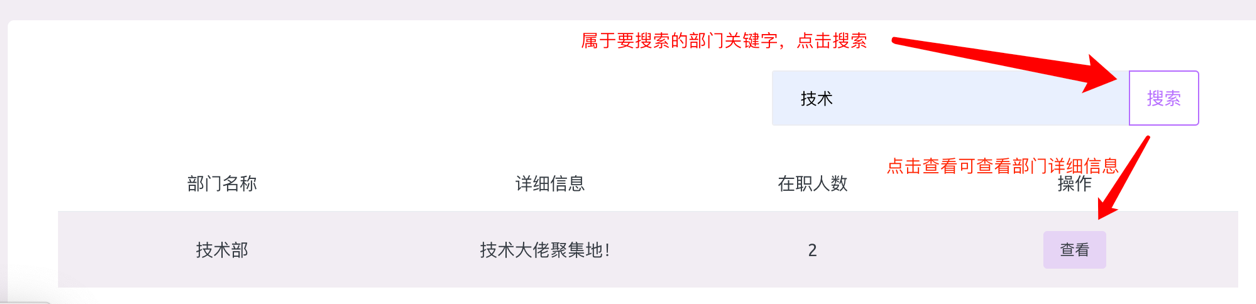 属于要搜索的部门关键字，点击搜索
技术 搜索
点击查看可查看部门详细信息
部门名称 详细信息 在职人数 操作
技术部 技术大佬聚集地！ 2 查看